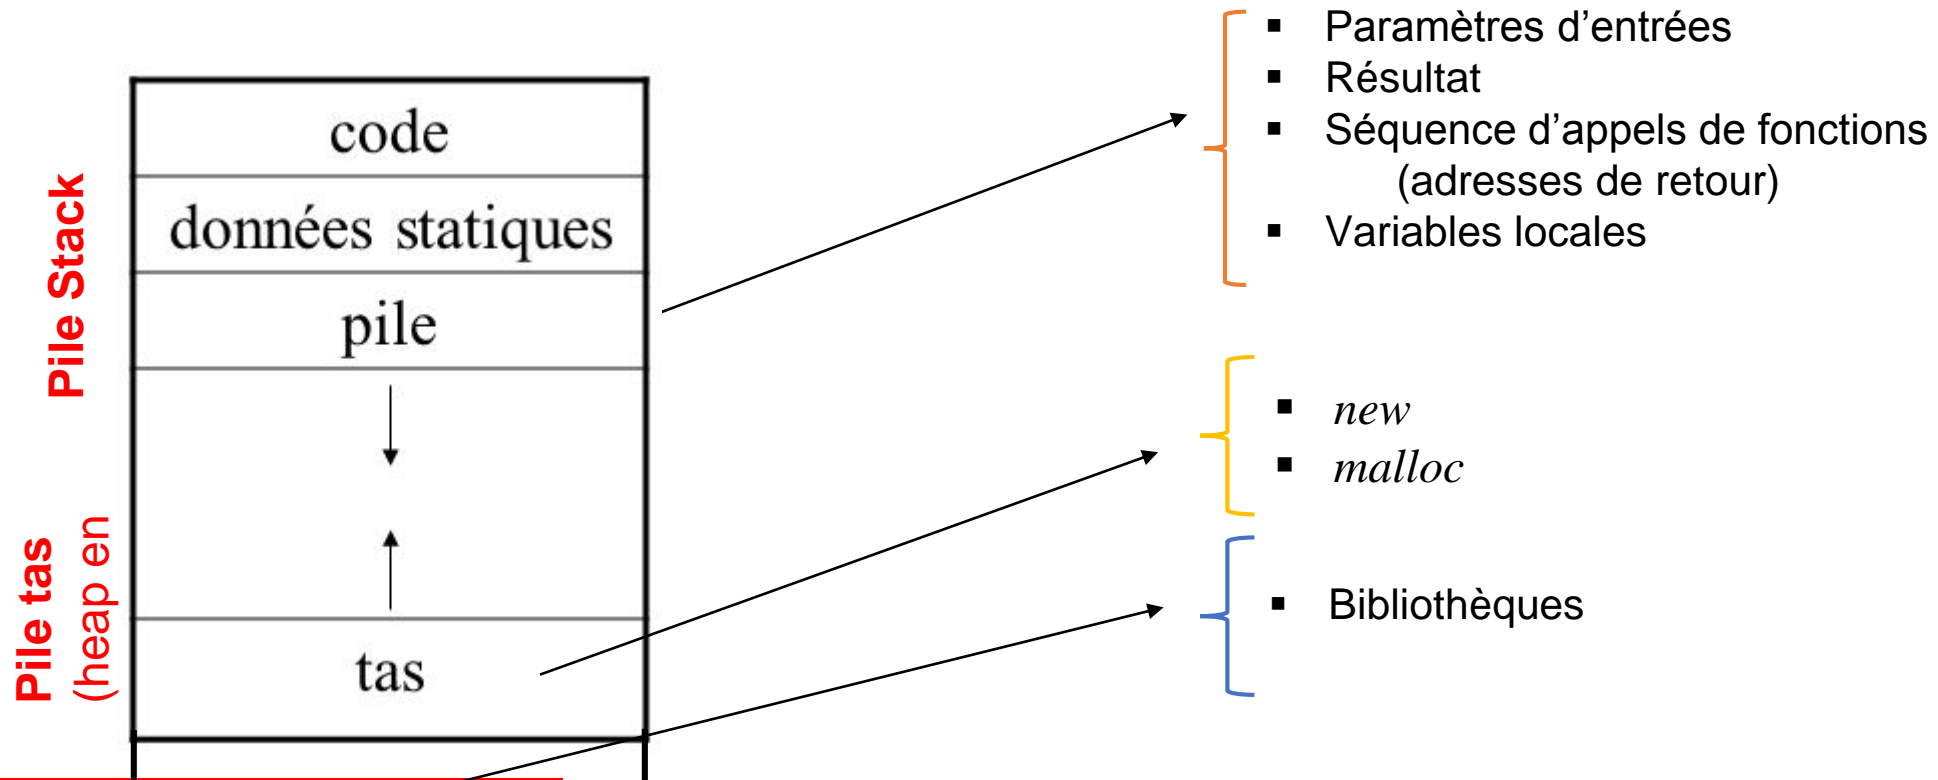 Pile Stack
Pile tas
(heap en
code
données statiques
pile
tas
▪ Paramètres d'entrées
▪ Résultat
▪ Séquence d'appels de fonctions
(adresses de retour)
▪ Variables locales
▪ new
▪ malloc
▪ Bibliothèques